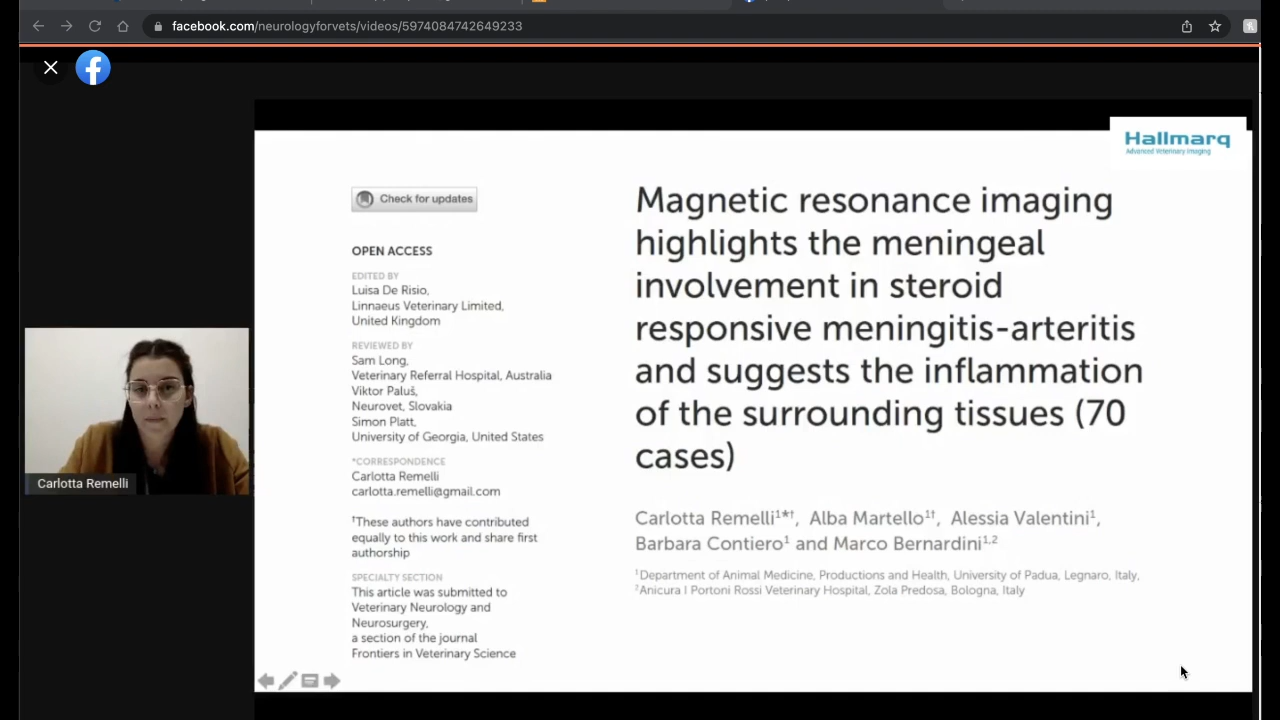 facebook.com/neurologyforvets/videos/5974084742649233
Hallmarq
Advanced Veterinary Imaging
Check for updates
OPEN ACCESS
EDITED BY
Luisa De Risio,
Linnaeus Veterinary Limited,
United Kingdom
REVIEWED BY
Sam Long,
Veterinary Referral Hospital, Australia
Viktor Paluš,
Neurovet, Slovakia
Simon Platt,
University of Georgia, United States
*CORRESPONDENCE
Carlotta Remelli
carlotta.remelli@gmail.com
†These authors have contributed
equally to this work and share first
authorship
SPECIALTY SECTION
This article was submitted to
Veterinary Neurology and
Neurosurgery,
a section of the journal
Frontiers in Veterinary Science
Magnetic resonance imaging
highlights the meningeal
involvement in steroid
responsive meningitis-arteritis
and suggests the inflammation
of the surrounding tissues (70
cases)
Carlotta Remelli1*†, Alba Martello1†, Alessia Valentini1,
Barbara Contiero1 and Marco Bernardini1,2
1Department of Animal Medicine, Productions and Health, University of Padua, Legnaro, Italy,
2Anicura I Portoni Rossi Veterinary Hospital, Zola Predosa, Bologna, Italy
Carlotta Remelli